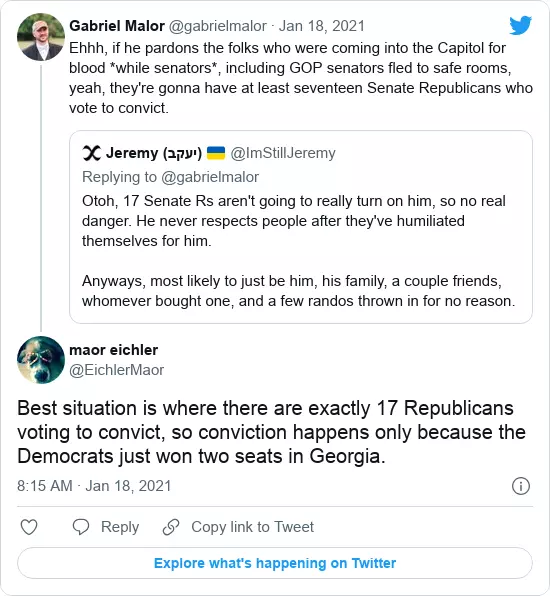 Gabriel Malor @gabrielmalor · Jan 18, 2021
Ehhh, if he pardons the folks who were coming into the Capitol for
blood *while senators*, including GOP senators fled to safe rooms,
yeah, they're gonna have at least seventeen Senate Republicans who
vote to convict.
Jeremy (יעקב) 🇺🇦 @ImStillJeremy
Replying to @gabrielmalor
Otoh, 17 Senate Rs aren't going to really turn on him, so no real
danger. He never respects people after they've humiliated
themselves for him.
Anyways, most likely to just be him, his family, a couple friends,
whomever bought one, and a few randos thrown in for no reason.
maor eichler
@EichlerMaor
Best situation is where there are exactly 17 Republicans
voting to convict, so conviction happens only because the
Democrats just won two seats in Georgia.
8:15 AM · Jan 18, 2021
Reply
Copy link to Tweet
Explore what's happening on Twitter